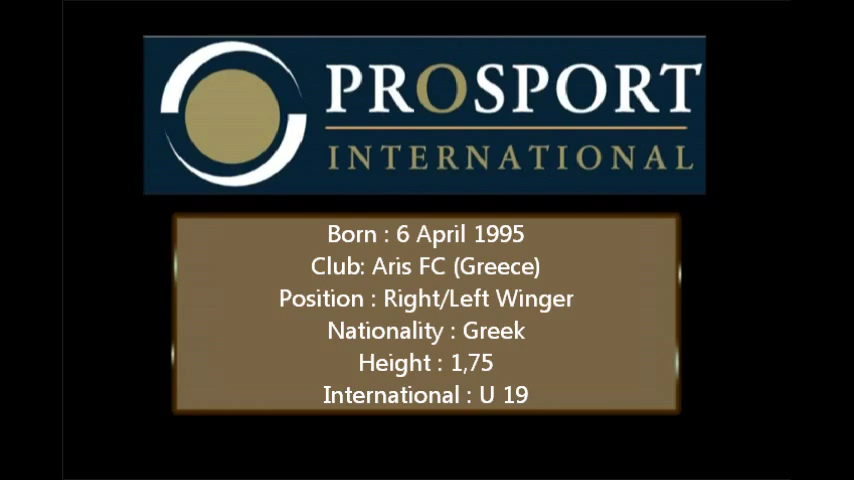 PROSPORT
INTERNATIONAL
Born : 6 April 1995
Club: Aris FC (Greece)
Position : Right/Left Winger
Nationality : Greek
Height : 1,75
International : U 19